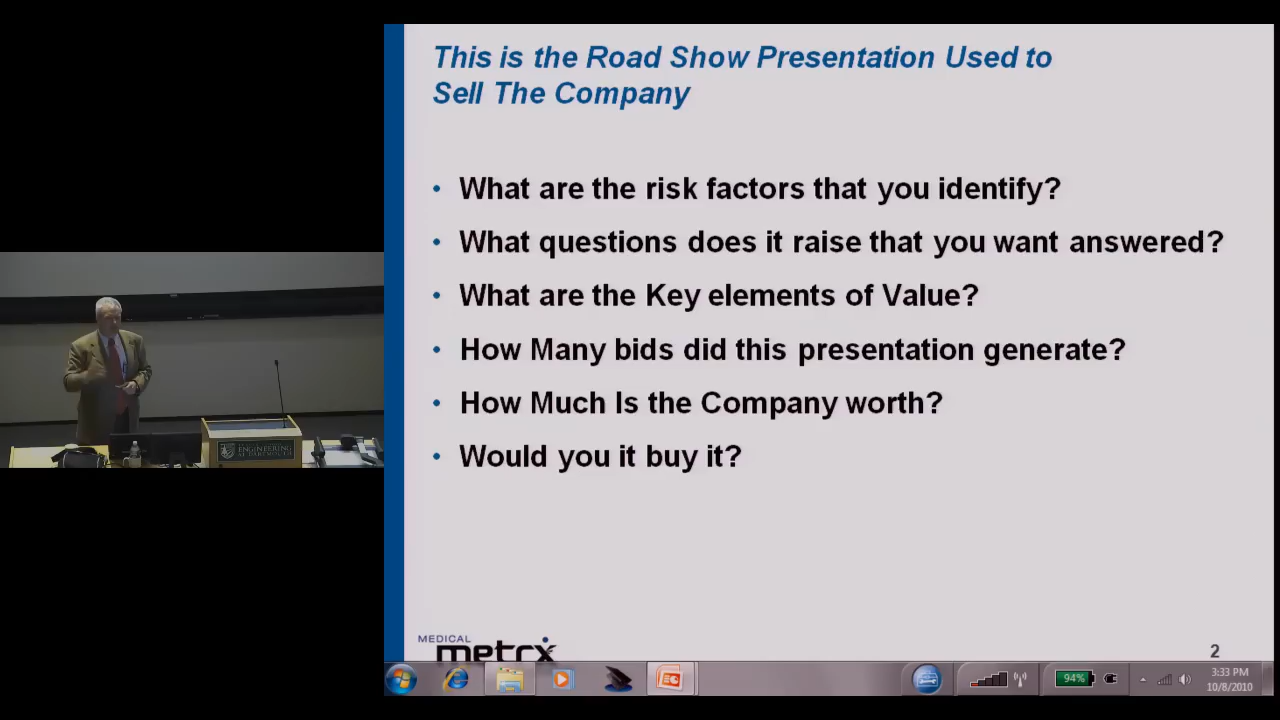 This is the Road Show Presentation Used to
Sell The Company
• What are the risk factors that you identify?
• What questions does it raise that you want answered?
• What are the Key elements of Value?
• How Many bids did this presentation generate?
• How Much Is the Company worth?
• Would you it buy it?
MEDICAL
metrx
2
94%
3:33 PM
10/8/2010
ENGINEERING
AT DARTMOUTH